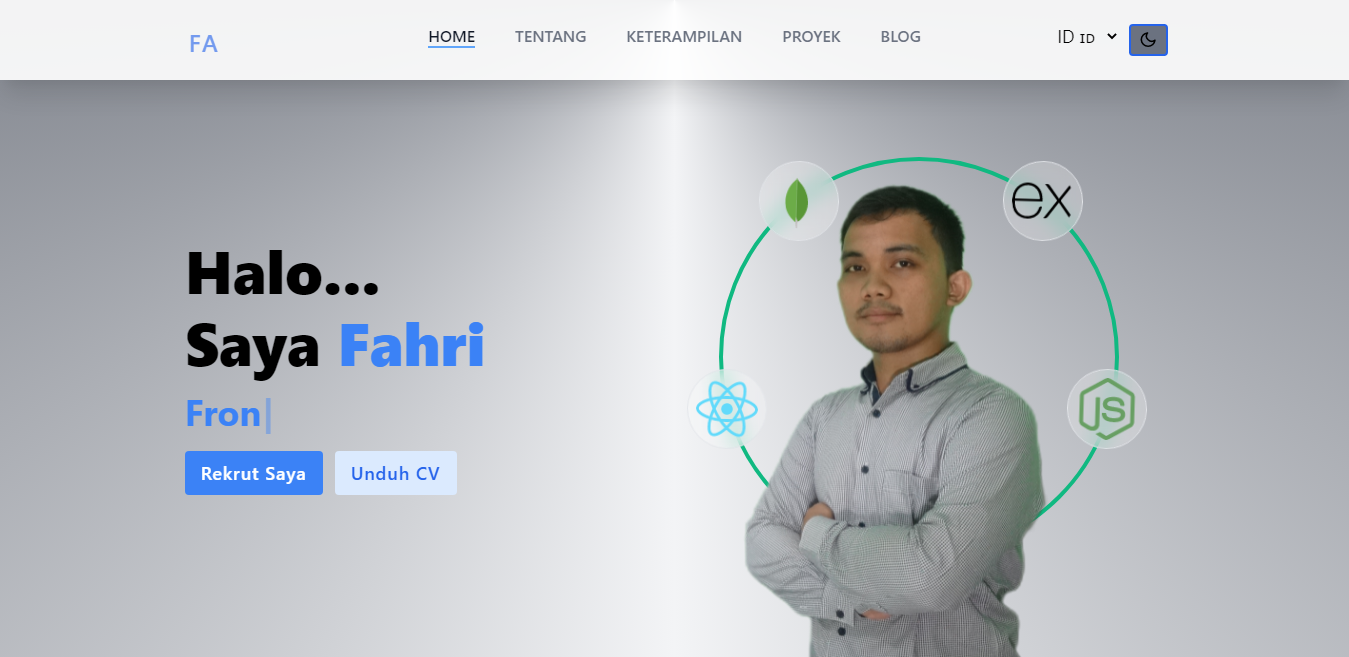 FA
HOME TENTANG KETERAMPILAN PROYEK BLOG
ID ID
Halo...
Saya Fahri
Fron|
Rekrut Saya Unduh CV
ex
JS